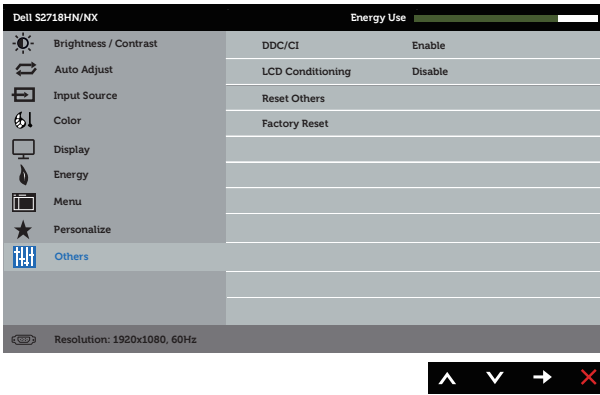 Dell S2718HN/NX Energy Use
Brightness / Contrast
Auto Adjust
Input Source
Color
Display
Energy
Menu
Personalize
Others
DDC/CI Enable
LCD Conditioning Disable
Reset Others
Factory Reset
Resolution: 1920x1080, 60Hz